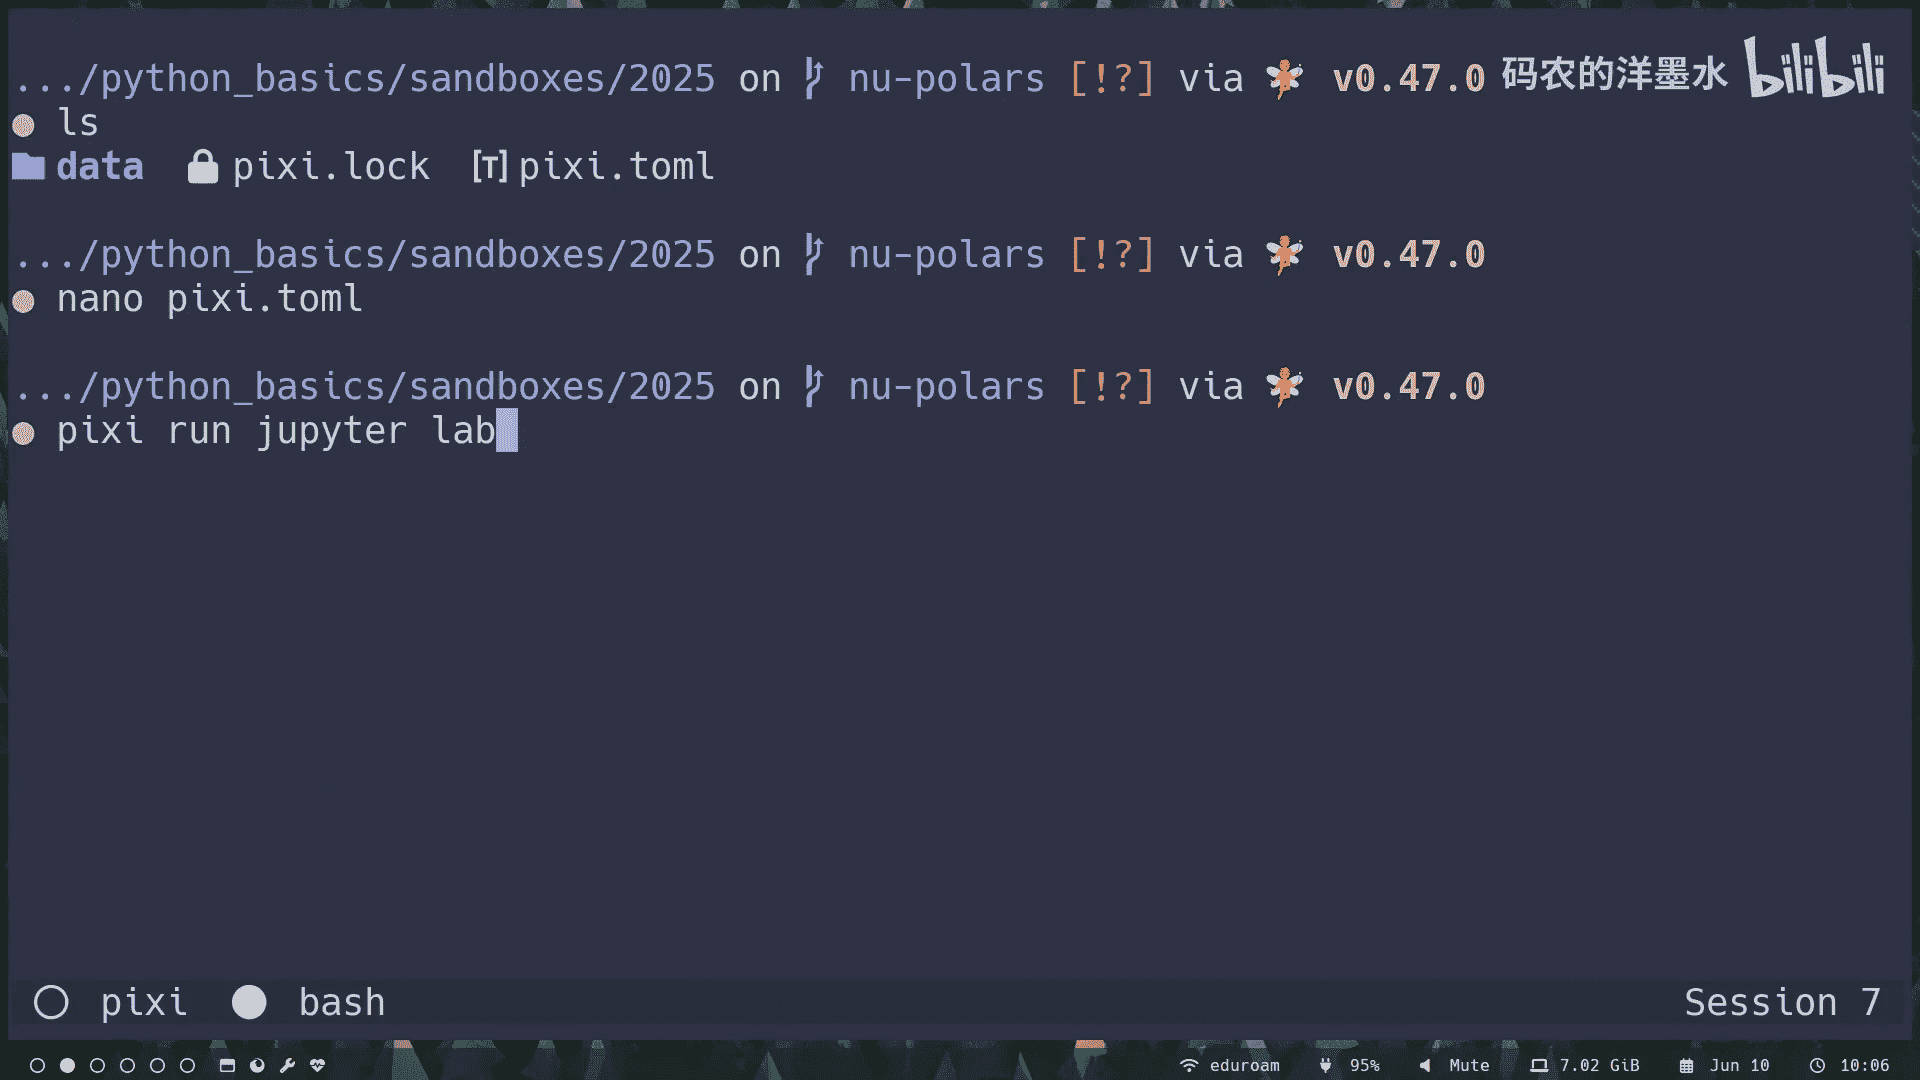 .../python_basics/sandboxes/2025 on nu-polars [!?] via v0.47.0 码农的洋墨水 bilibili
ls
data pixi.lock [T] pixi.toml
.../python_basics/sandboxes/2025 on nu-polars [!?] via v0.47.0
nano pixi.toml
.../python_basics/sandboxes/2025 on nu-polars [!?] via v0.47.0
pixi run jupyter lab
pixi bash Session 7
eduroam 95% Mute 7.02 GiB Jun 10 10:06